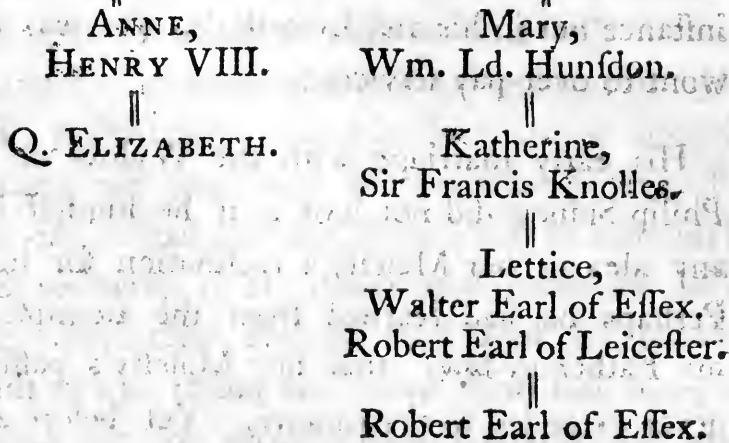 ANNE,
HENRY VIII.
Q. ELIZABETH.
Mary,
Wm. Ld. Hunſdon.
Katherine,
Sir Francis Knolles.
Lettice,
Walter Earl of Eſſex.
Robert Earl of Leiceſter.
Robert Earl of Eſſex.